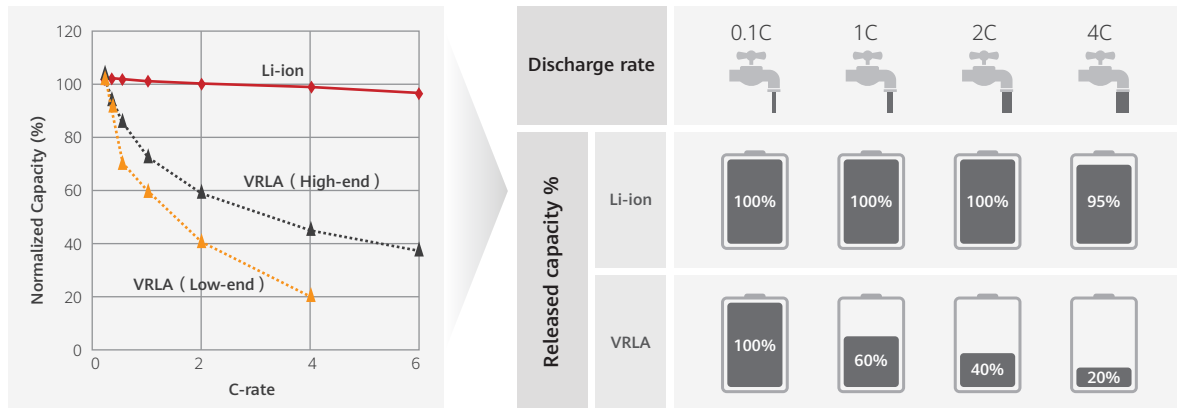 120
100
80
60
40
20
0
0
2
4
6
Normalized Capacity (%)
C-rate
Li-ion
VRLA ( High-end )
VRLA ( Low-end )
Discharge rate
0.1C
1C
2C
4C
Released capacity %
Li-ion
100%
100%
100%
95%
VRLA
100%
60%
40%
20%